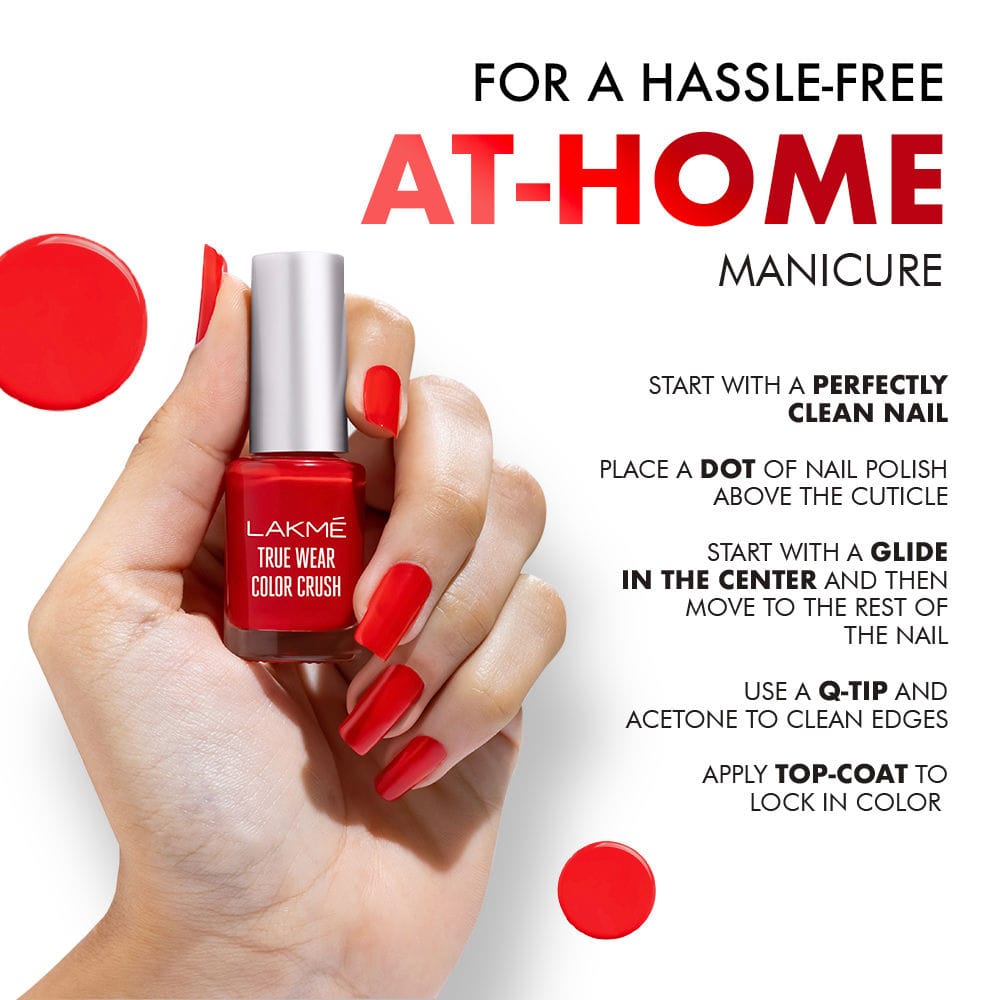 FOR A HASSLE-FREE
AT-HOME
MANICURE
START WITH A PERFECTLY
CLEAN NAIL
PLACE A DOT OF NAIL POLISH
ABOVE THE CUTICLE
START WITH A GLIDE
IN THE CENTER AND THEN
MOVE TO THE REST OF
THE NAIL
USE A Q-TIP AND
ACETONE TO CLEAN EDGES
APPLY TOP-COAT TO
LOCK IN COLOR
LAKMÉ
TRUE WEAR
COLOR CRUSH